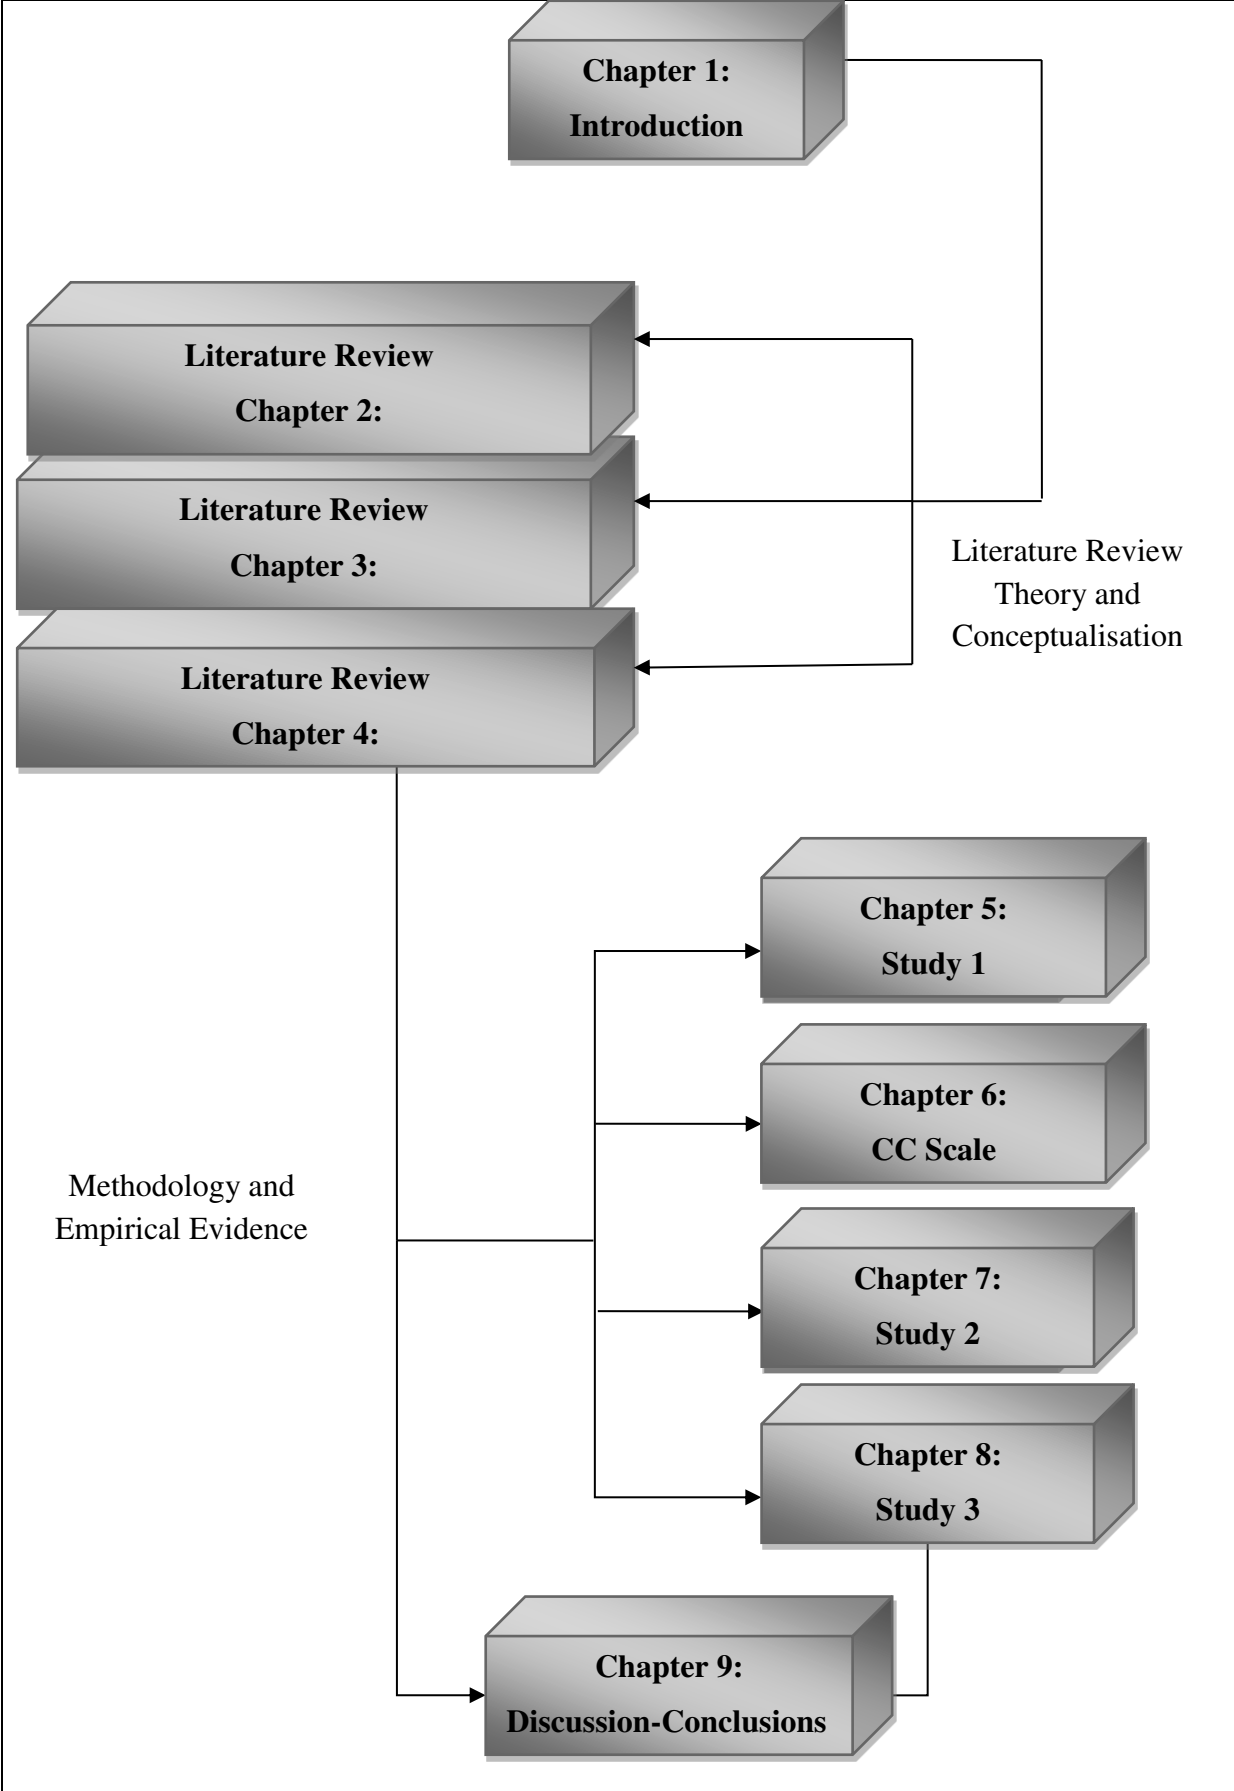 Chapter 1:
Introduction
Literature Review
Chapter 2:
Literature Review
Chapter 3:
Literature Review
Theory and
Conceptualisation
Literature Review
Chapter 4:
Chapter 5:
Study 1
Chapter 6:
CC Scale
Methodology and
Empirical Evidence
Chapter 7:
Study 2
Chapter 8:
Study 3
Chapter 9:
Discussion-Conclusions